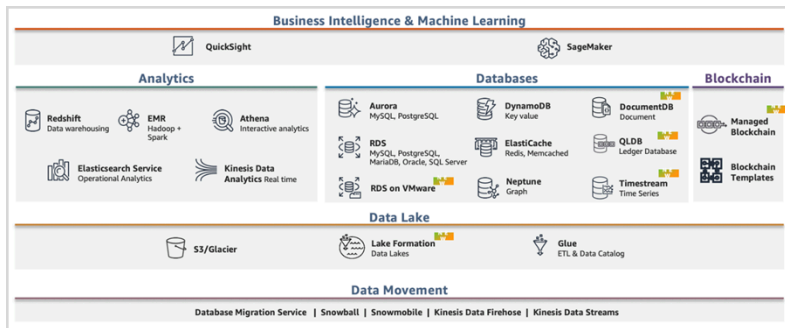 Business Intelligence & Machine Learning
QuickSight
SageMaker
Analytics
Redshift
Data warehousing
EMR
Hadoop +
Spark
Athena
Interactive analytics
Elasticsearch Service
Operational Analytics
Kinesis Data
Analytics Real time
Databases
Aurora
MySQL, PostgreSQL
DynamoDB
Key value
DocumentDB
Document
RDS
MySQL, PostgreSQL,
MariaDB, Oracle, SQL Server
ElastiCache
Redis, Memcached
QLDB
Ledger Database
RDS on VMware
Neptune
Graph
Timestream
Time Series
Blockchain
Managed
Blockchain
Blockchain
Templates
Data Lake
S3/Glacier
Lake Formation
Data Lakes
Glue
ETL & Data Catalog
Data Movement
Database Migration Service | Snowball | Snowmobile | Kinesis Data Firehose | Kinesis Data Streams